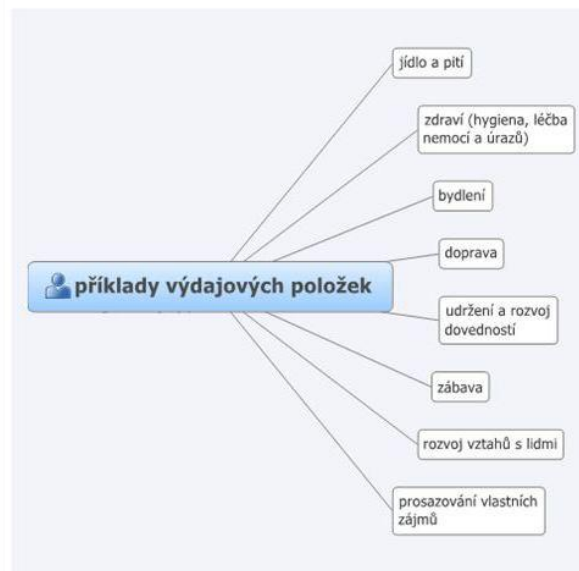 jídlo a pití
zdraví (hygiena, léčba
nemocí a úrazů)
bydlení
doprava
příklady výdajových položek
udržení a rozvoj
dovedností
zábava
rozvoj vztahů s lidmi
prosazování vlastních
zájmů